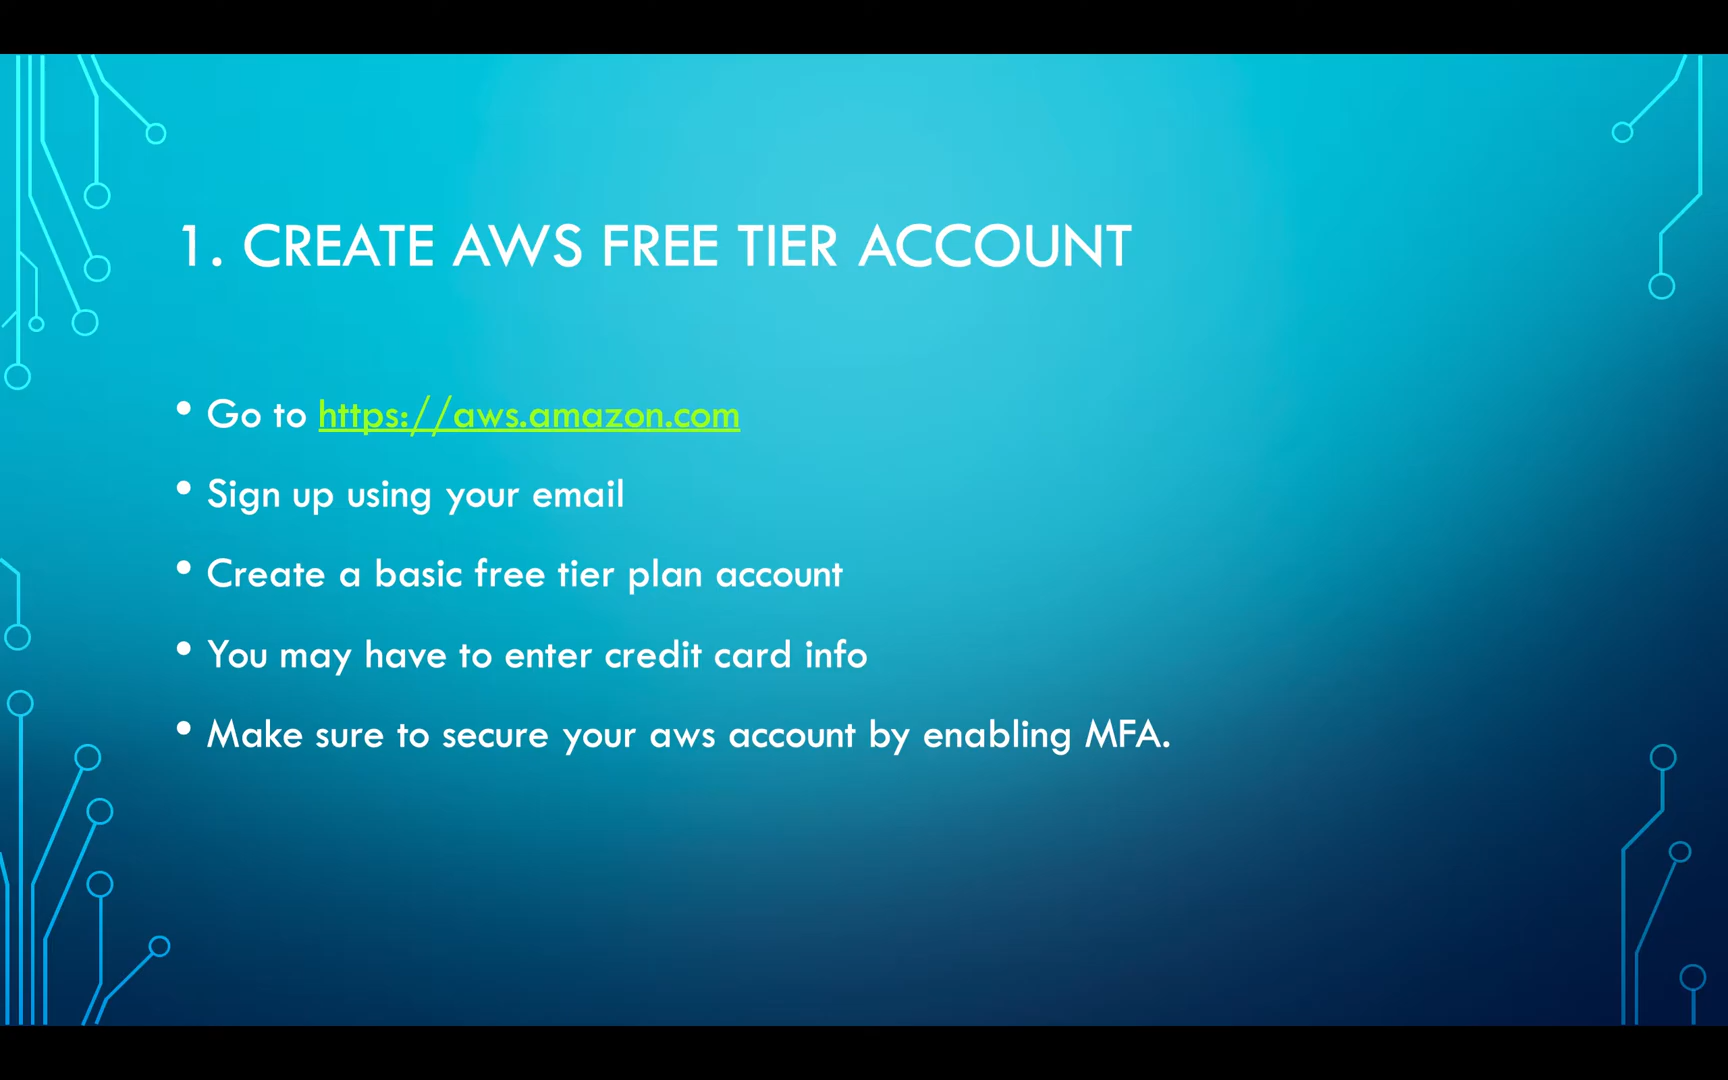 1. CREATE AWS FREE TIER ACCOUNT
• Go to https://aws.amazon.com
• Sign up using your email
• Create a basic free tier plan account
• You may have to enter credit card info
• Make sure to secure your aws account by enabling MFA.